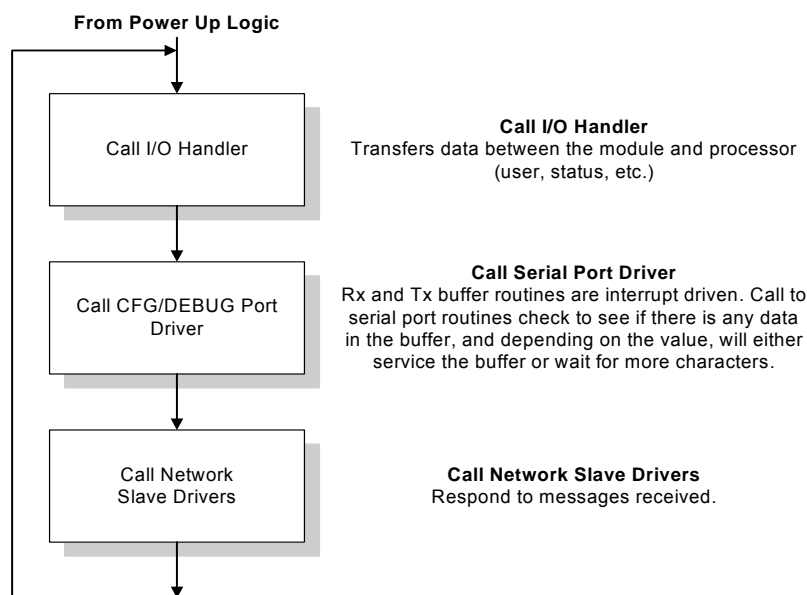 From Power Up Logic
Call I/O Handler
Call I/O Handler
Transfers data between the module and processor
(user, status, etc.)
Call CFG/DEBUG Port
Driver
Call Serial Port Driver
Rx and Tx buffer routines are interrupt driven. Call to
serial port routines check to see if there is any data
in the buffer, and depending on the value, will either
service the buffer or wait for more characters.
Call Network
Slave Drivers
Call Network Slave Drivers
Respond to messages received.